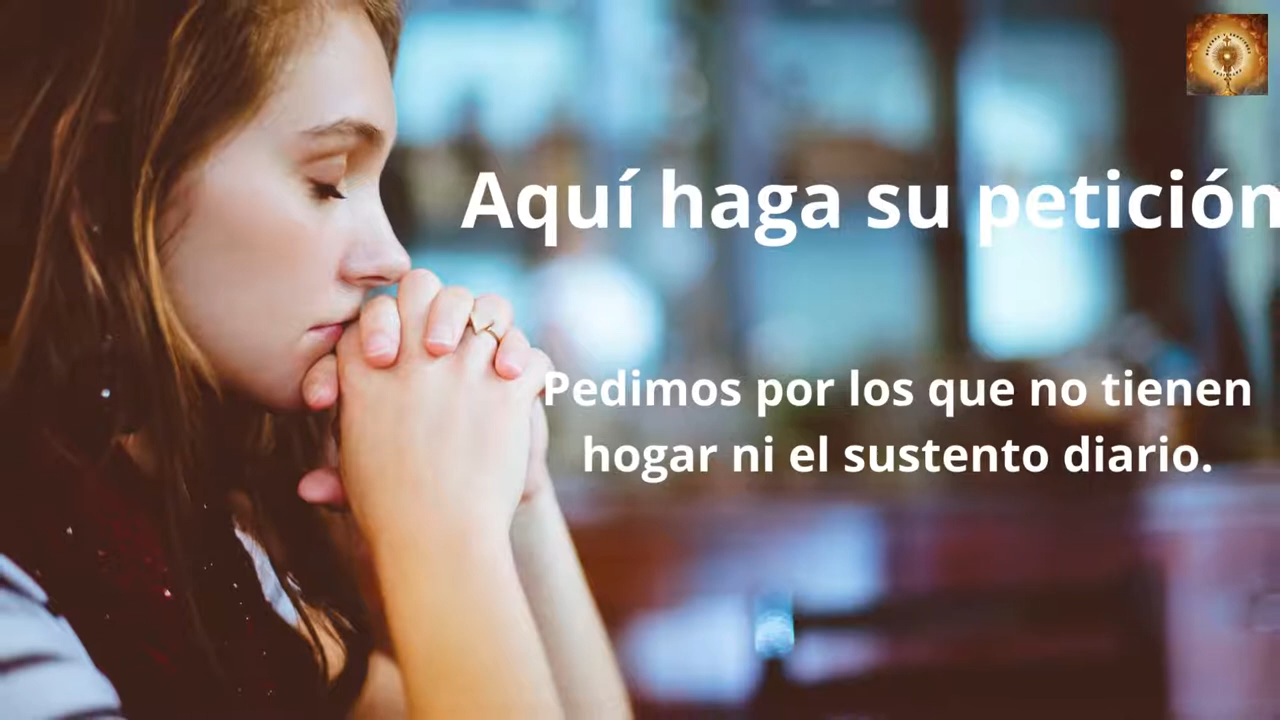 Aquí haga su petición
Pedimos por los que no tienen
hogar ni el sustento diario.